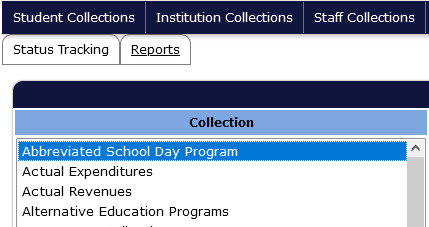 Student Collections Institution Collections Staff Collections
Status Tracking Reports
Collection
Abbreviated School Day Program
Actual Expenditures
Actual Revenues
Alternative Education Programs